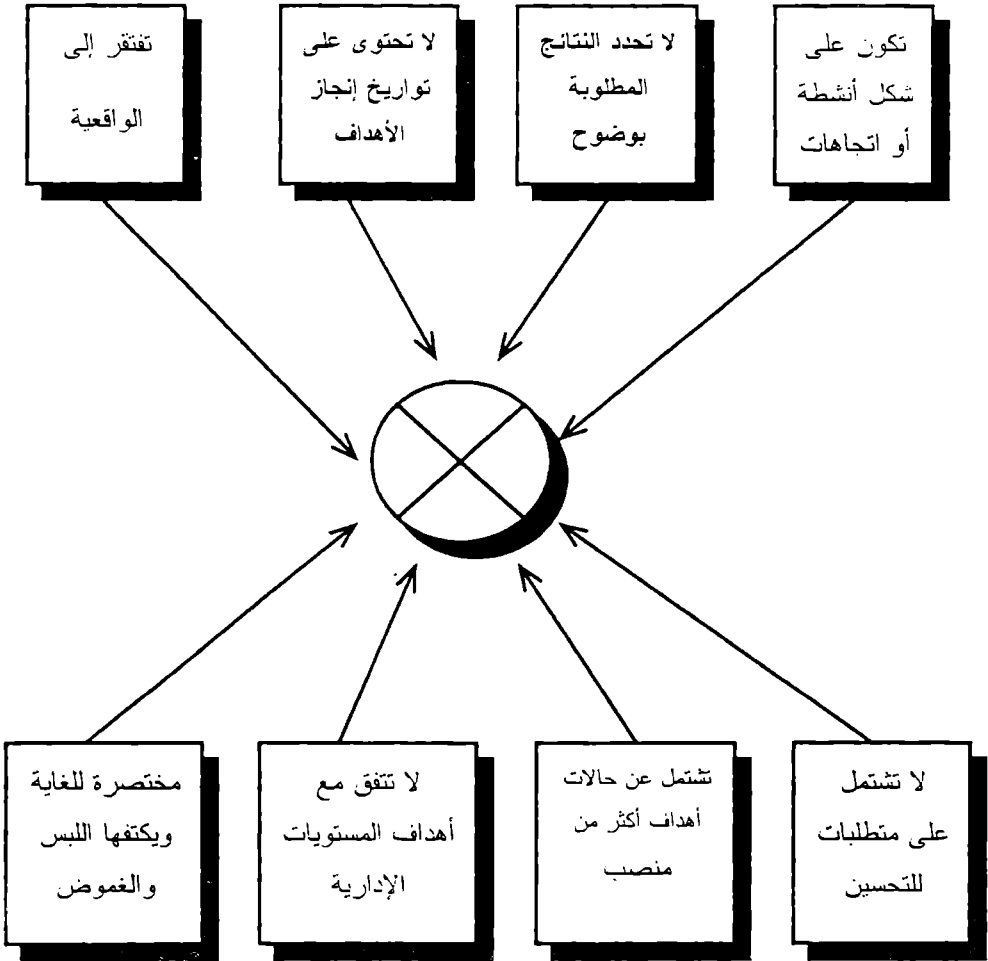 تكون على
شكل أنشطة
أو اتجاهات
لا تحدد النتائج
المطلوبة
بوضوح
لا تحتوى على
تواريخ إنجاز
الأهداف
تفتقر إلى
الواقعية
لا تشتمل
على متطلبات
للتحسين
تشتمل عن حالات
أهداف أكثر من
منصب
لا تتفق مع
أهداف المستويات
الإدارية
مختصرة للغاية
ويكتفها اللبس
والغموض